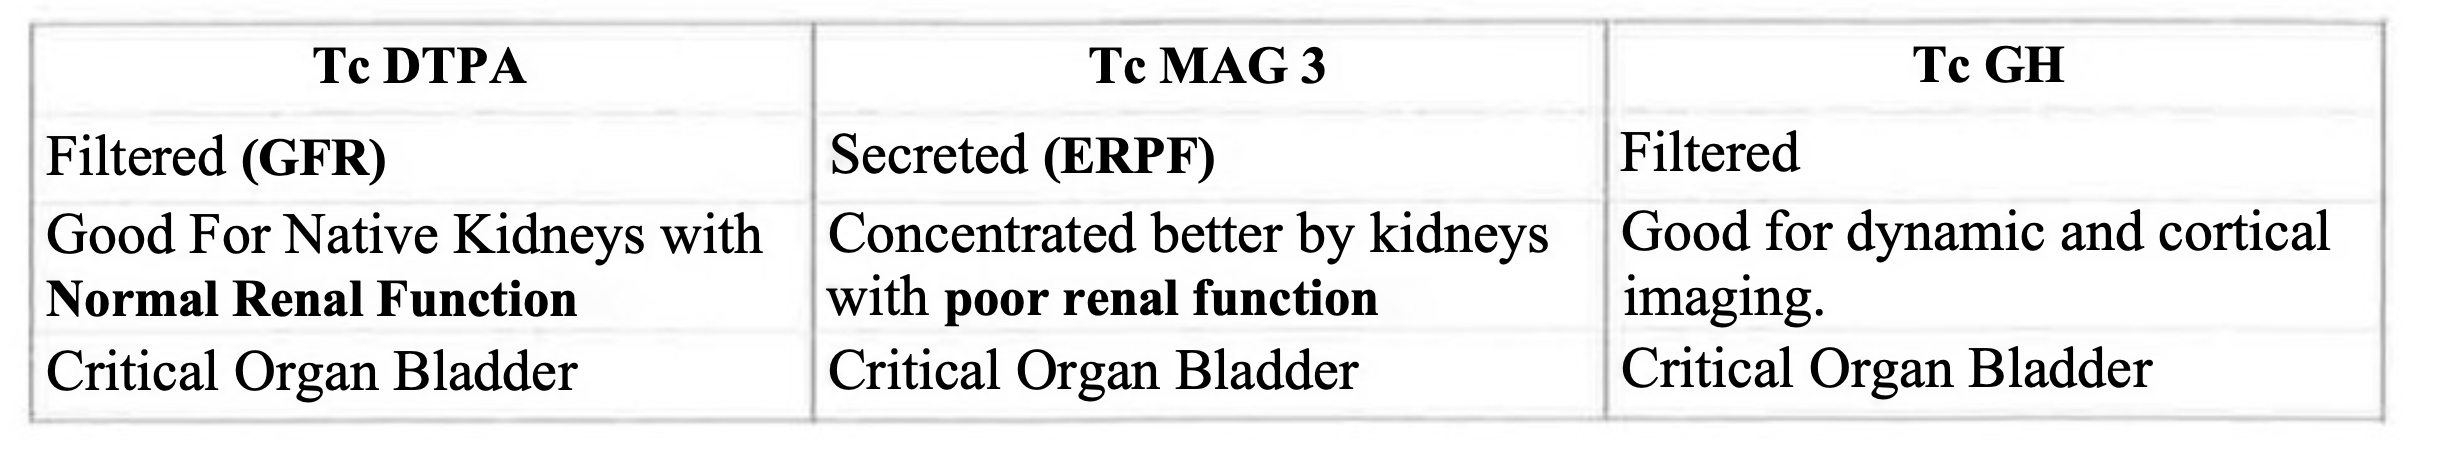 Tc DTPA
Tc MAG 3
Tc GH
Filtered (GFR)
Secreted (ERPF)
Filtered
Good For Native Kidneys with
Normal Renal Function
Concentrated better by kidneys
with poor renal function
Good for dynamic and cortical
imaging.
Critical Organ Bladder
Critical Organ Bladder
Critical Organ Bladder